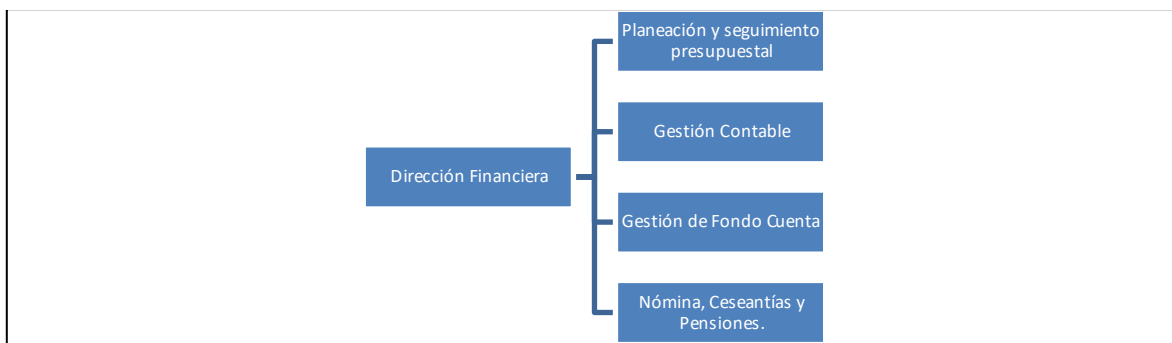 Planeación y seguimiento
presupuestal
Gestión Contable
Dirección Financiera
Gestión de Fondo Cuenta
Nómina, Ceseantías y
Pensiones.